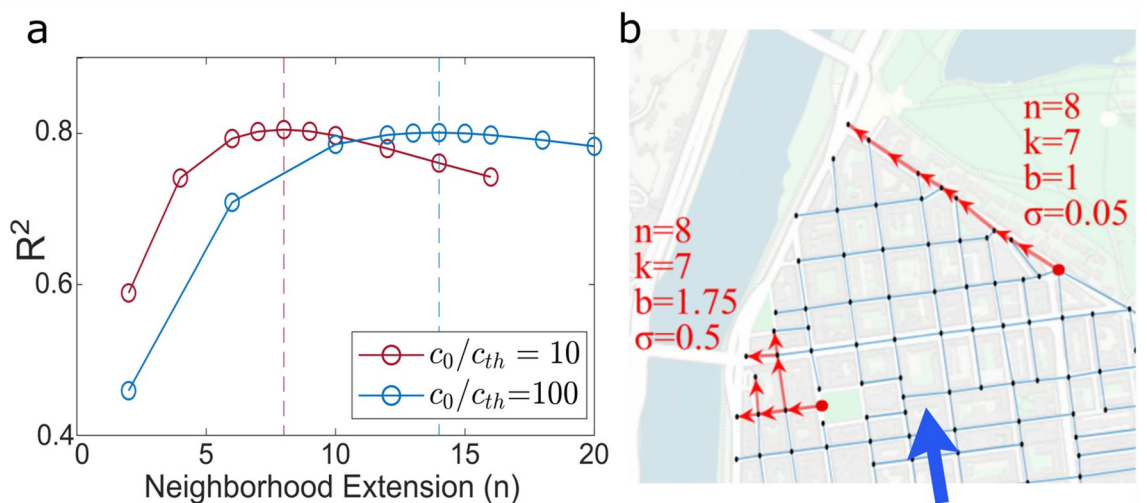 a
b
R²
0.8
0.6
0.4
0
5
10
15
20
Neighborhood Extension (n)
c₀/cₜₕ = 10
c₀/cₜₕ=100
n=8
k=7
b=1
σ=0.05
n=8
k=7
b=1.75
σ=0.5